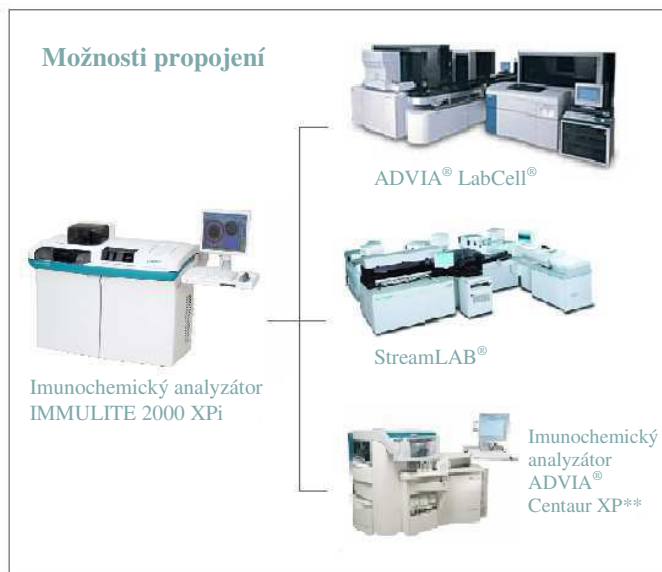 Možnosti propojení
ADVIA® LabCell®
StreamLAB®
Imunochemický analyzátor
IMMULITE 2000 XPi
Imunochemický
analyzátor
ADVIA®
Centaur XP**